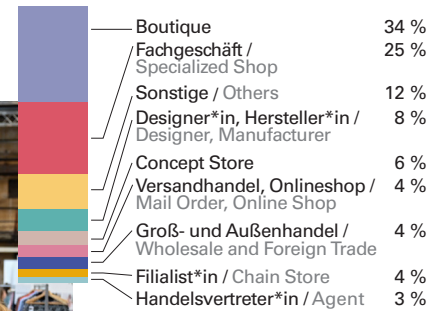 Boutique 34 %
Fachgeschäft / 25 %
Specialized Shop
Sonstige / Others 12 %
Designer*in, Hersteller*in / 8 %
Designer, Manufacturer
Concept Store 6 %
Versandhandel, Onlineshop / 4 %
Mail Order, Online Shop
Groß- und Außenhandel / 4 %
Wholesale and Foreign Trade
Filialist*in / Chain Store 4 %
Handelsvertreter*in / Agent 3 %